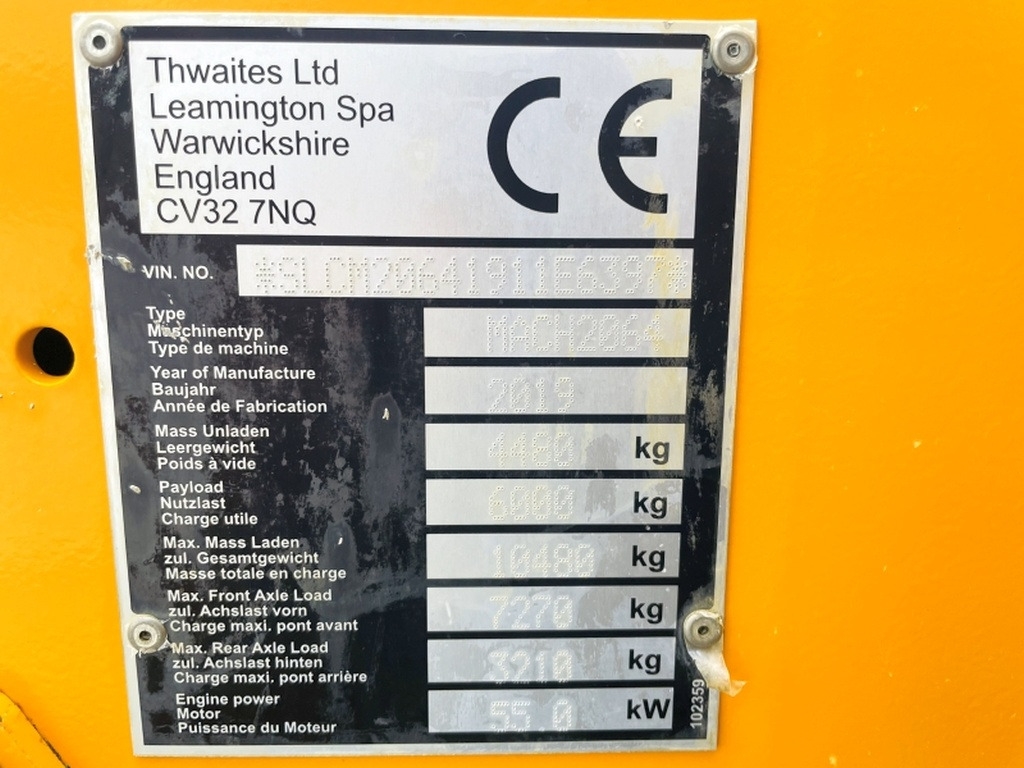 Thwaites Ltd
Leamington Spa
Warwickshire
England
CV32 7NQ
CE
VIN. NO. *SLCM20641911E6397*
Type
Maschinentyp
Type de machine
MACH2064
Year of Manufacture
Baujahr
Année de Fabrication
2019
Mass Unladen
Leergewicht
Poids à vide
4480 kg
Payload
Nutzlast
Charge utile
6000 kg
Max. Mass Laden
zul. Gesamtgewicht
Masse totale en charge
10480 kg
Max. Front Axle Load
zul. Achslast vorn
Charge maxi. pont avant
7270 kg
Max. Rear Axle Load
zul. Achslast hinten
Charge maxi. pont arrière
3210 kg
Engine power
Motor
Puissance du Moteur
55.0 kW
102359